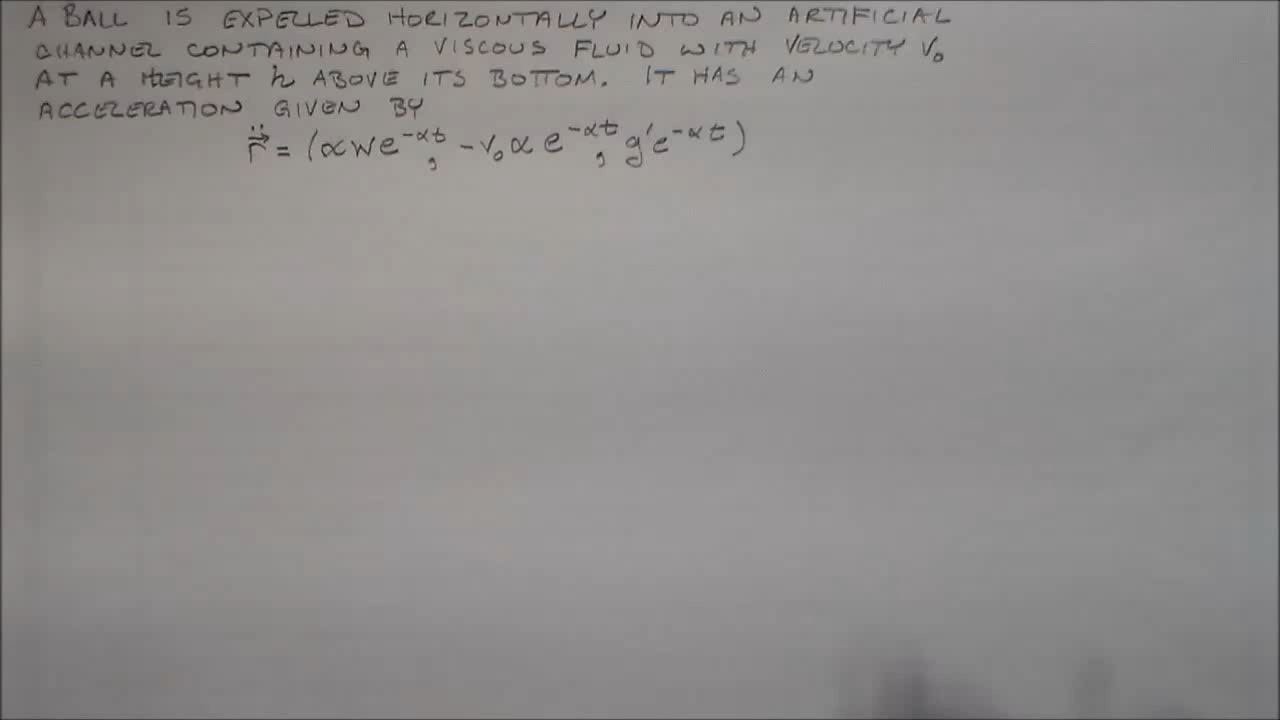 A BALL IS EXPELLED HORIZONTALLY INTO AN ARTIFICIAL
CHANNEL CONTAINING A VISCOUS FLUID WITH VELOCITY V₀
AT A HEIGHT h ABOVE ITS BOTTOM. IT HAS AN
ACCELERATION GIVEN BY
r̈⃗ = (αwe^{-αt}, -v₀αe^{-αt}, g'e^{-αt})